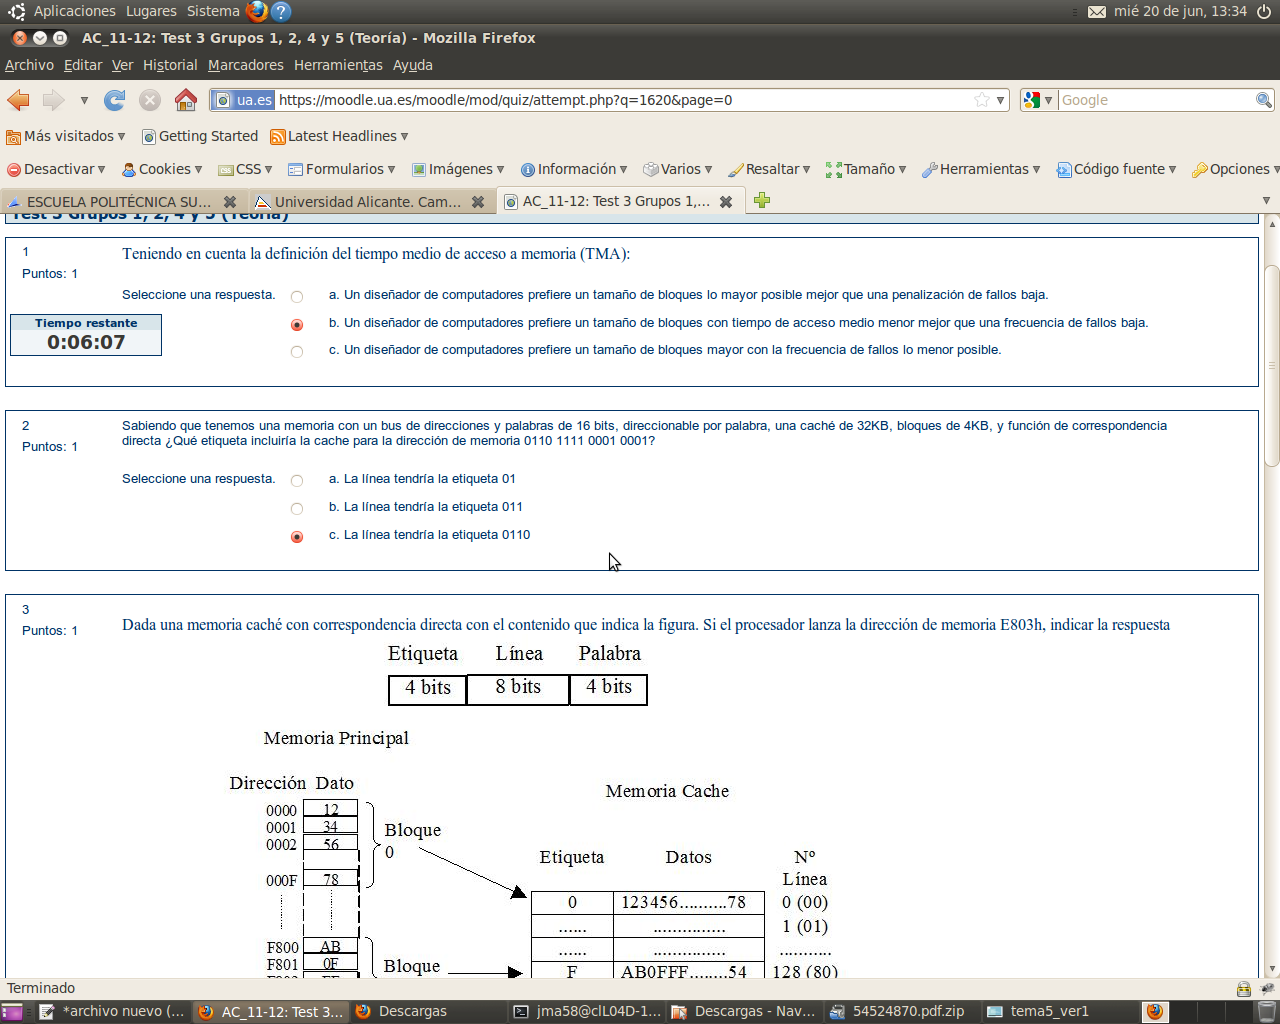 Aplicaciones Lugares Sistema mié 20 de jun, 13:34
AC_11-12: Test 3 Grupos 1, 2, 4 y 5 (Teoría) - Mozilla Firefox
Archivo Editar Ver Historial Marcadores Herramientas Ayuda
ua.es https://moodle.ua.es/moodle/mod/quiz/attempt.php?q=1620&page=0 Google
Más visitados Getting Started Latest Headlines
Desactivar Cookies CSS Formularios Imágenes Información Varios Resaltar Tamaño Herramientas Código fuente Opciones
ESCUELA POLITÉCNICA SU... Universidad Alicante. Cam... AC_11-12: Test 3 Grupos 1,...
Test 3 Grupos 1, 2, 4 y 5 (Teoría)
1
Puntos: 1
Teniendo en cuenta la definición del tiempo medio de acceso a memoria (TMA):
Seleccione una respuesta.
a. Un diseñador de computadores prefiere un tamaño de bloques lo mayor posible mejor que una penalización de fallos baja.
b. Un diseñador de computadores prefiere un tamaño de bloques con tiempo de acceso medio menor mejor que una frecuencia de fallos baja.
c. Un diseñador de computadores prefiere un tamaño de bloques mayor con la frecuencia de fallos lo menor posible.
Tiempo restante
0:06:07
2
Puntos: 1
Sabiendo que tenemos una memoria con un bus de direcciones y palabras de 16 bits, direccionable por palabra, una caché de 32KB, bloques de 4KB, y función de correspondencia
directa ¿Qué etiqueta incluiría la cache para la dirección de memoria 0110 1111 0001 0001?
Seleccione una respuesta.
a. La línea tendría la etiqueta 01
b. La línea tendría la etiqueta 011
c. La línea tendría la etiqueta 0110
3
Puntos: 1
Dada una memoria caché con correspondencia directa con el contenido que indica la figura. Si el procesador lanza la dirección de memoria E803h, indicar la respuesta
Etiqueta Línea Palabra
4 bits 8 bits 4 bits
Memoria Principal
Dirección Dato
Memoria Cache
0000 12
0001 34
0002 56
Bloque
0
000F 78
Etiqueta Datos Nº
Línea
0 123456..........78 0 (00)
...... ............... 1 (01)
...... ............... ...........
F AB0FFF........54 128 (80)
F800 AB
F801 0F
Bloque
Terminado
*archivo nuevo (... AC_11-12: Test 3... Descargas jma58@clL04D-1... Descargas - Nav... 54524870.pdf.zip tema5_ver1